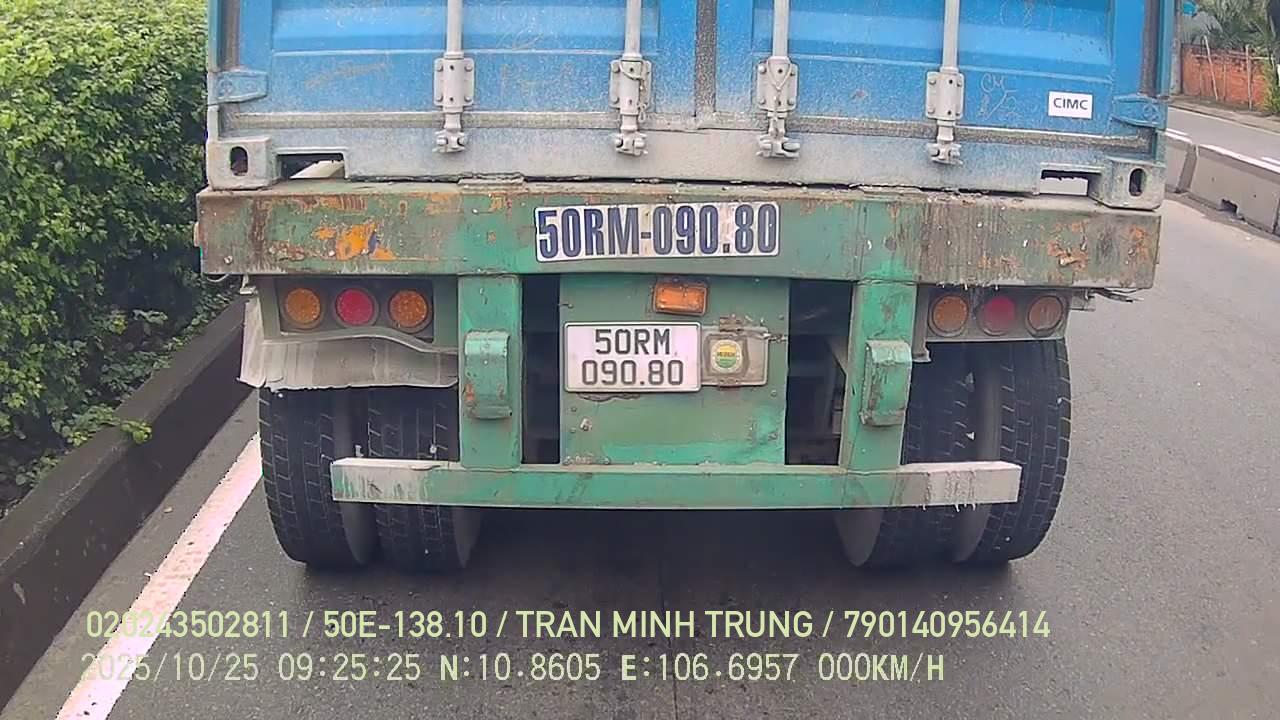 CIMC
50RM-090.80
50RM
090.80
020243502811 / 50E-138.10 / TRAN MINH TRUNG / 790140956414
2025/10/25 09:25:25 N:10.8605 E:106.6957 000KM/H